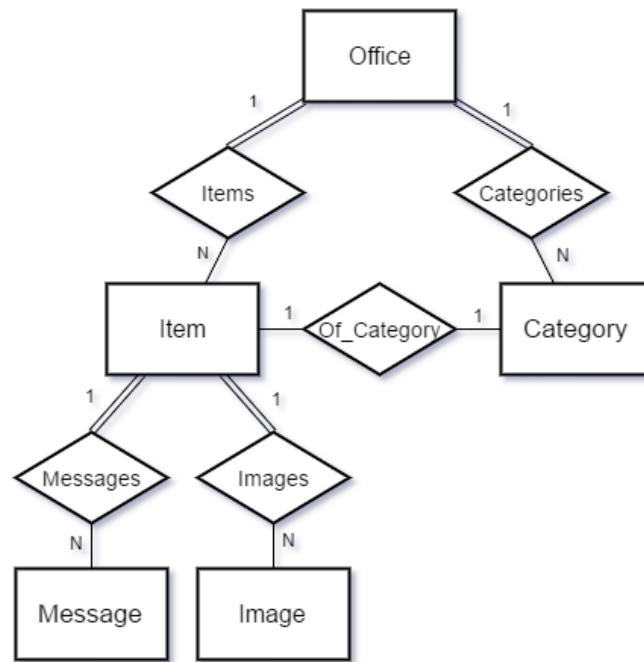 Office
1
1
Items
Categories
N
N
Item
1
Of_Category
1
Category
1
1
Messages
Images
N
N
Message
Image